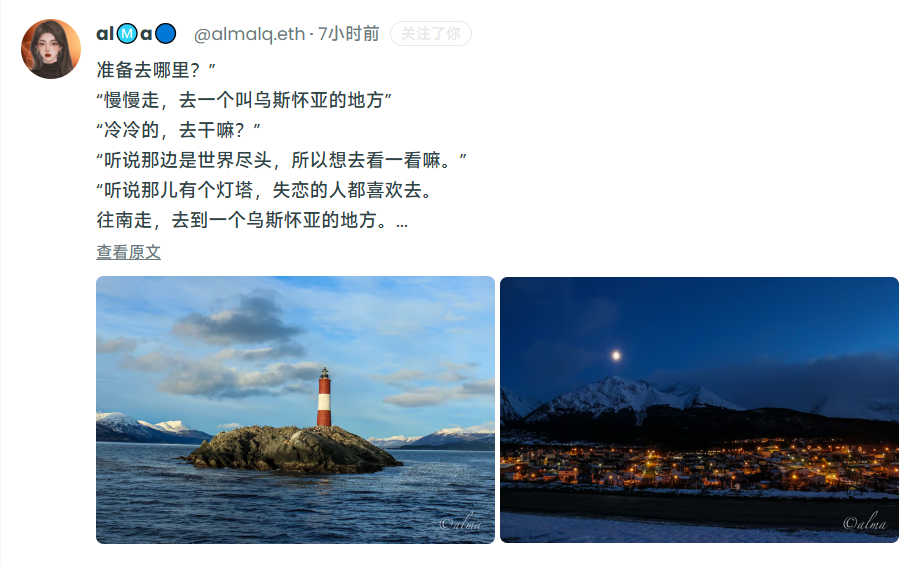 alⓂa🔵 @almalq.eth · 7小时前 关注了你
准备去哪里？”
“慢慢走，去一个叫乌斯怀亚的地方”
“冷冷的，去干嘛？”
“听说那边是世界尽头，所以想去看一看嘛。”
“听说那儿有个灯塔，失恋的人都喜欢去。
往南走，去到一个乌斯怀亚的地方。...
查看原文
©alma
©alma